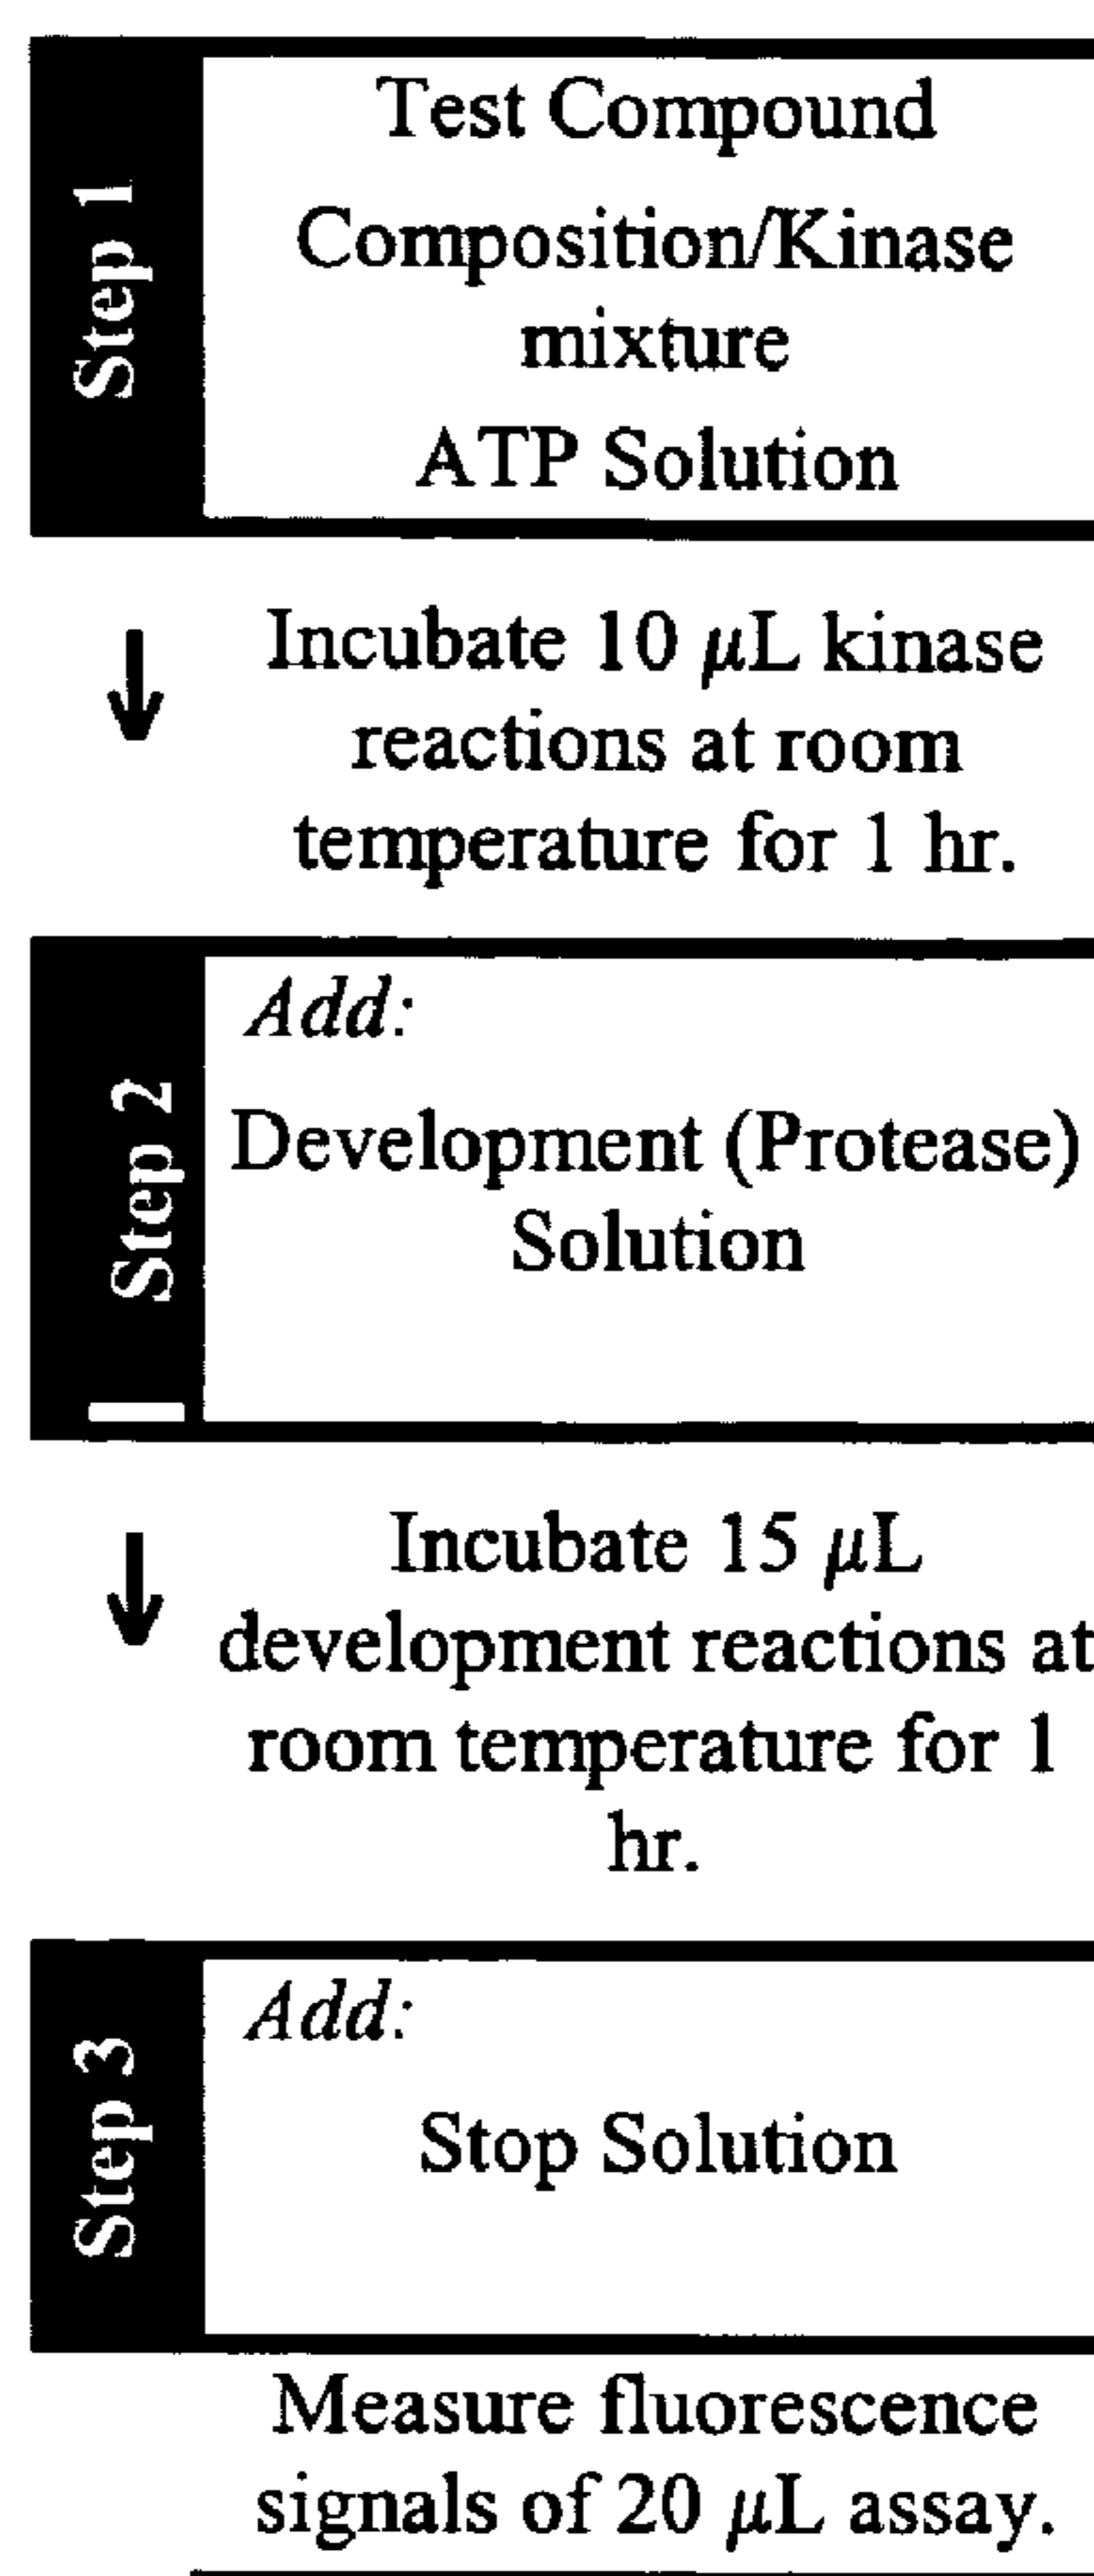 Step 1
Test Compound
Composition/Kinase
mixture
ATP Solution
Incubate 10 μL kinase
reactions at room
temperature for 1 hr.
Step 2
Add:
Development (Protease)
Solution
Incubate 15 μL
development reactions at
room temperature for 1
hr.
Step 3
Add:
Stop Solution
Measure fluorescence
signals of 20 μL assay.